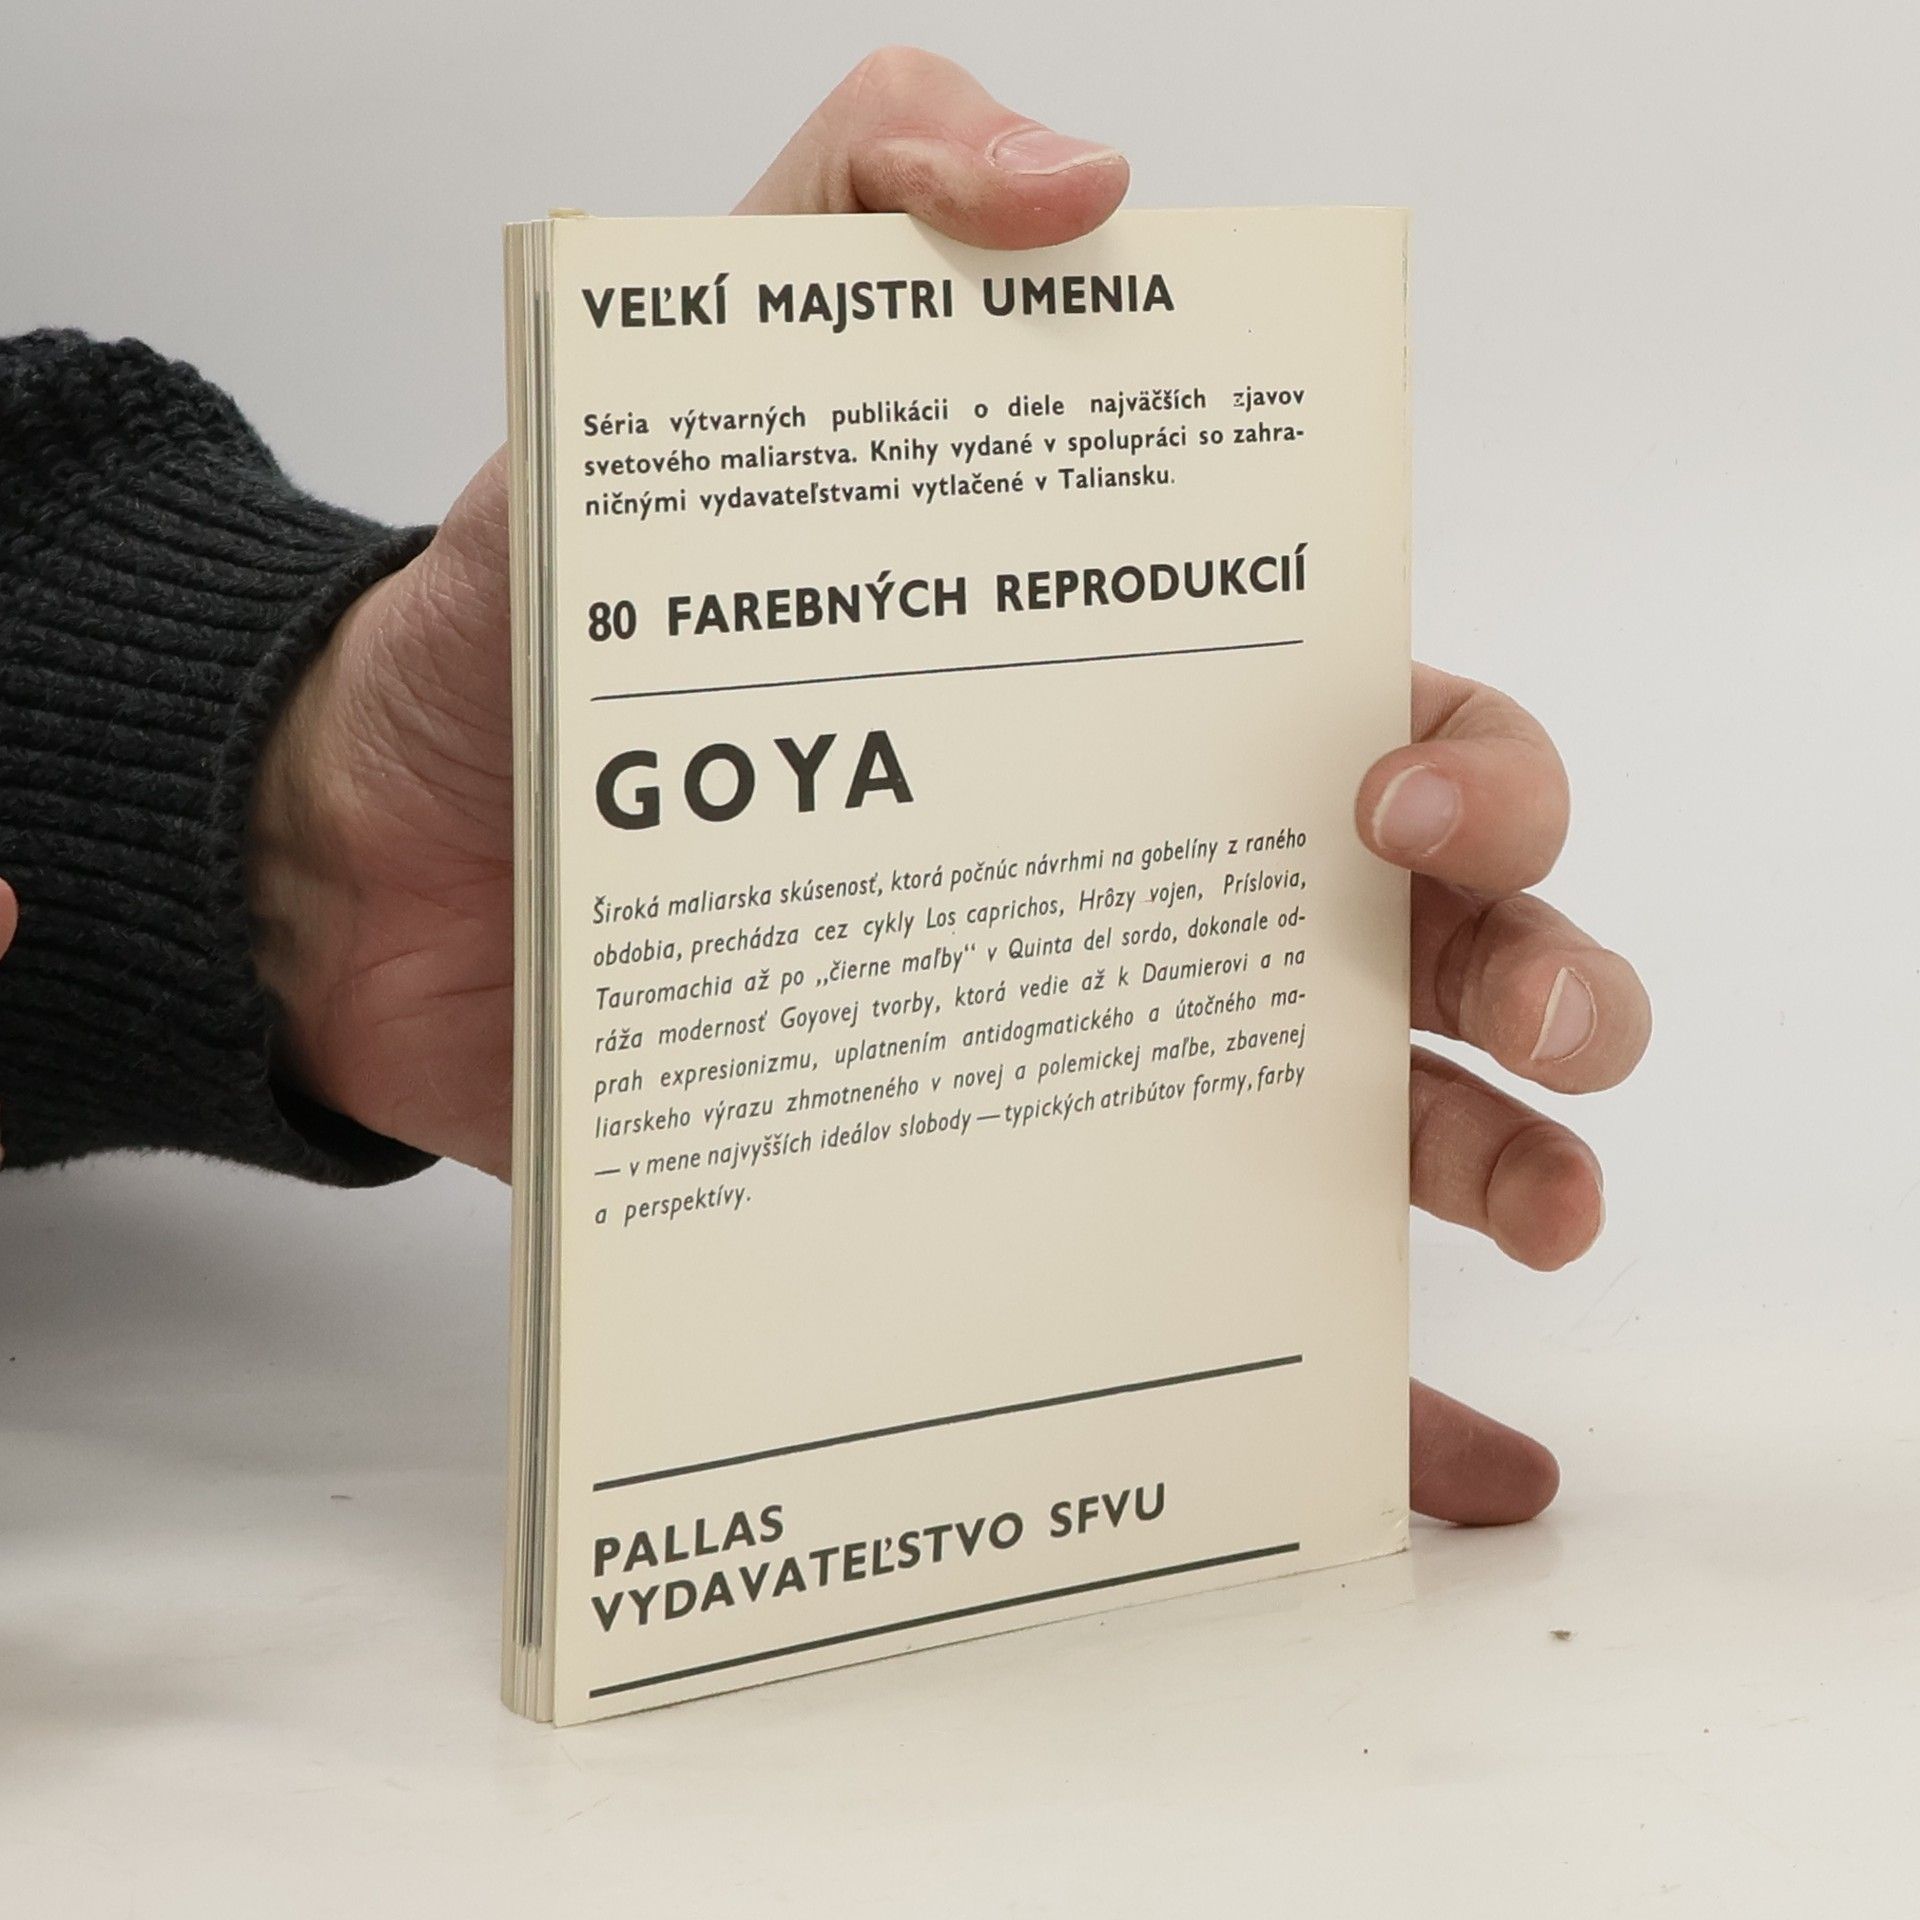 VEĽKÍ MAJSTRI UMENIA
Séria výtvarných publikácii o diele najväčších zjavov
svetového maliarstva. Knihy vydané v spolupráci so zahra-
ničnými vydavateľstvami vytlačené v Taliansku.
80 FAREBNÝCH REPRODUKCIÍ
GOYA
Široká maliarska skúsenosť, ktorá počnúc návrhmi na gobelíny z raného
obdobia, prechádza cez cykly Los caprichos, Hrôzy vojen, Príslovia,
Tauromachia až po „čierne maľby“ v Quinta del sordo, dokonale od-
ráža modernosť Goyovej tvorby, ktorá vedie až k Daumierovi a na
prah expresionizmu, uplatnením antidogmatického a útočného ma-
liarskeho výrazu zhmotneného v novej a polemickej maľbe, zbavenej
— v mene najvyšších ideálov slobody — typických atribútov formy, farby
a perspektívy.
PALLAS
VYDAVATEĽSTVO SFVU